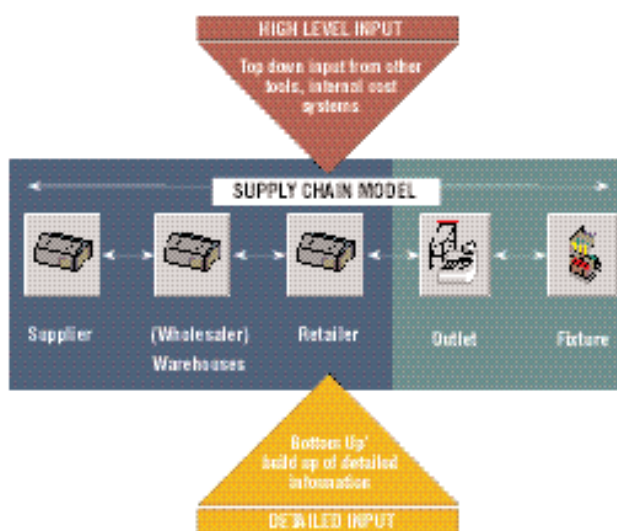 HIGH LEVEL INPUT
Top down input from other
tools, internal cost
systems
SUPPLY CHAIN MODEL
Supplier
(Wholesaler)
Warehouses
Retailer
Outlet
Fixture
'Bottom Up'
build up of detailed
information
DETAILED INPUT